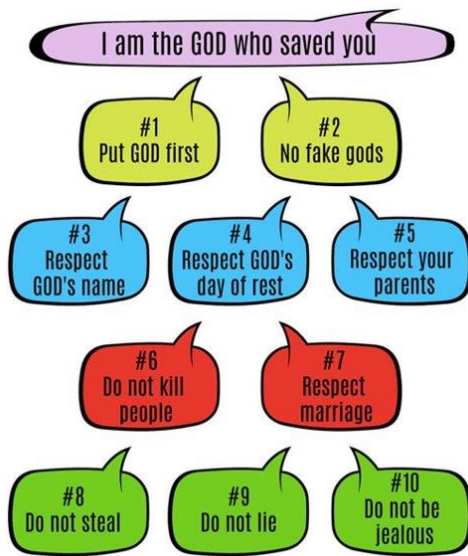 I am the GOD who saved you
#1
Put GOD first
#2
No fake gods
#3
Respect
GOD's name
#4
Respect GOD's
day of rest
#5
Respect your
parents
#6
Do not kill
people
#7
Respect
marriage
#8
Do not steal
#9
Do not lie
#10
Do not be
jealous